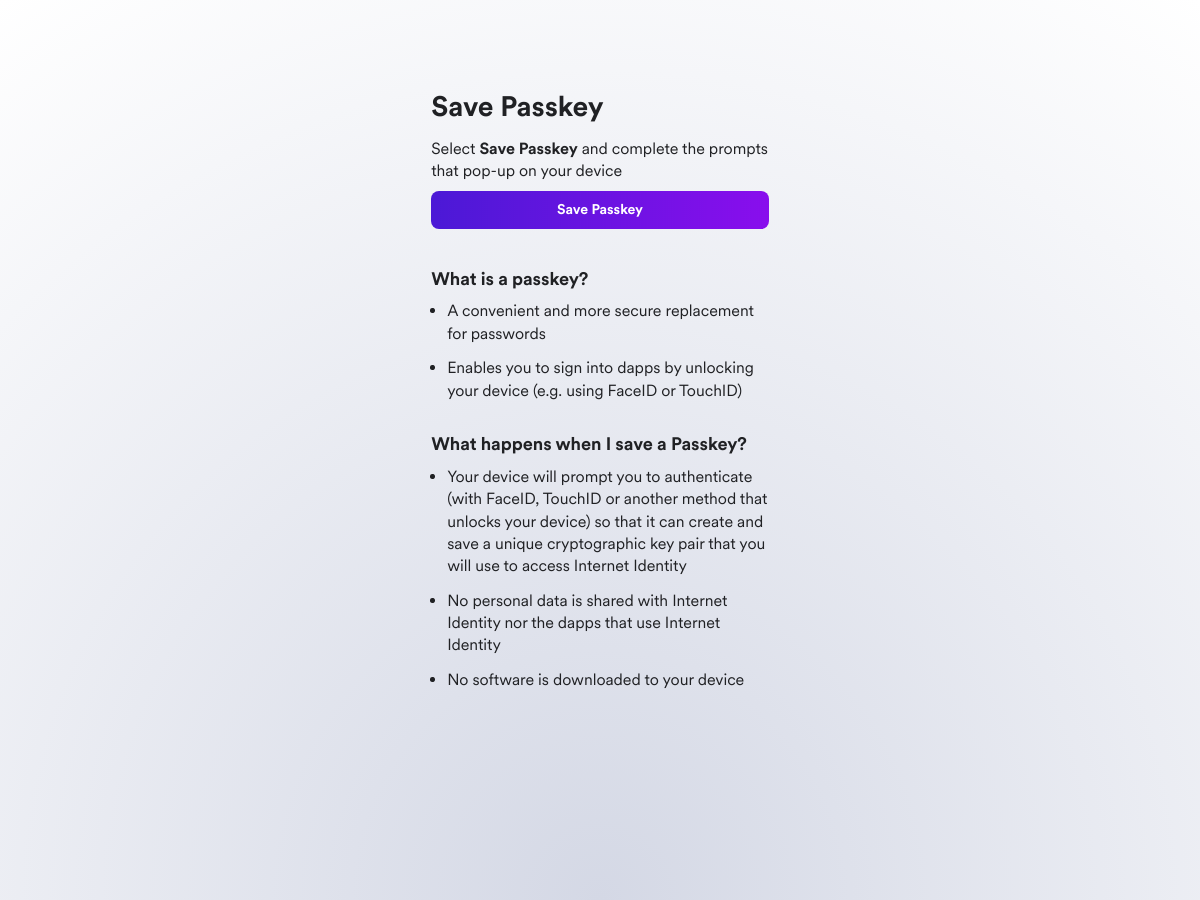 Save Passkey
Select Save Passkey and complete the prompts
that pop-up on your device
Save Passkey
What is a passkey?
A convenient and more secure replacement
for passwords
Enables you to sign into dapps by unlocking
your device (e.g. using FaceID or TouchID)
What happens when I save a Passkey?
Your device will prompt you to authenticate
(with FaceID, TouchID or another method that
unlocks your device) so that it can create and
save a unique cryptographic key pair that you
will use to access Internet Identity
No personal data is shared with Internet
Identity nor the dapps that use Internet
Identity
No software is downloaded to your device